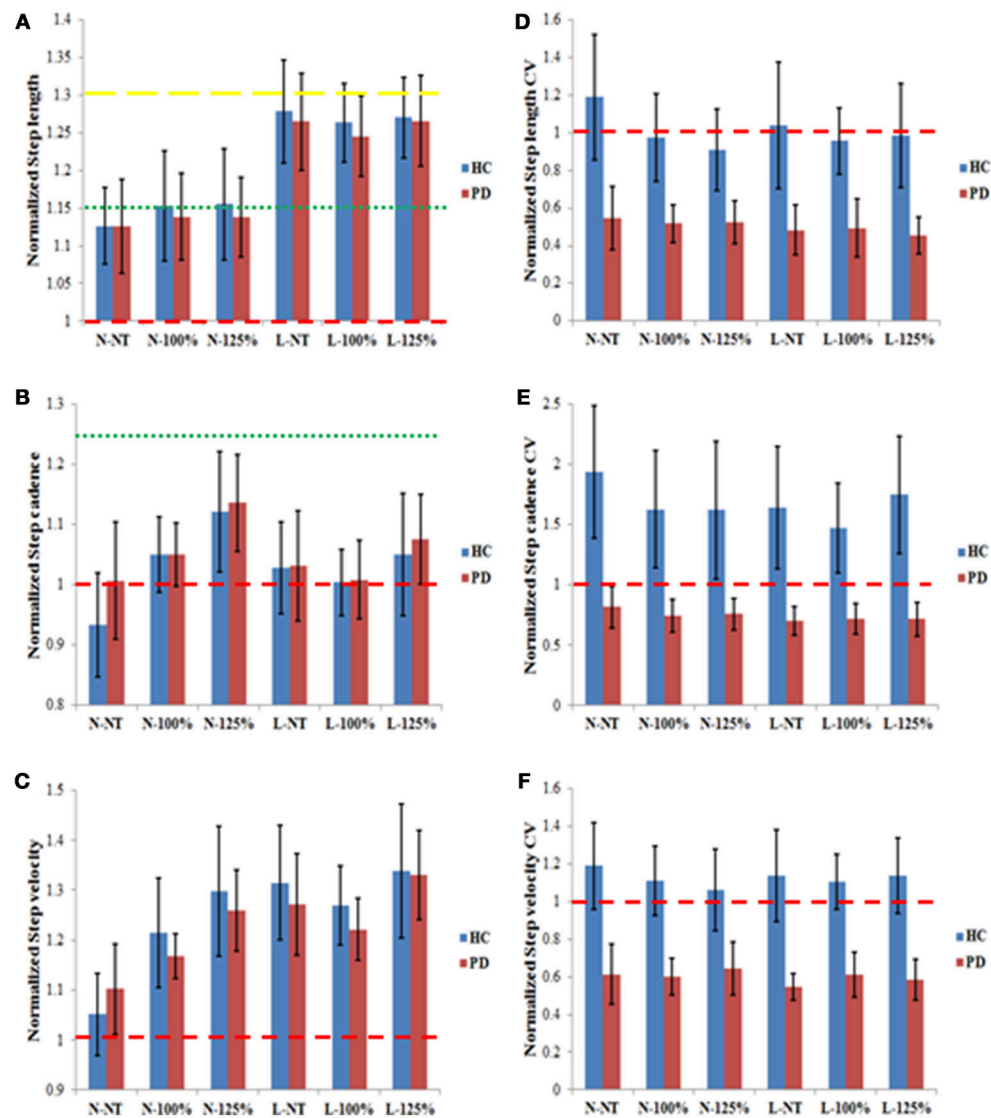 A
Normalized Step length
1.4
1.35
1.3
1.25
1.2
1.15
1.1
1.05
1
N-NT N-100% N-125% L-NT L-100% L-125%
HC
PD
B
Normalized Step cadence
1.3
1.2
1.1
1
0.9
0.8
N-NT N-100% N-125% L-NT L-100% L-125%
HC
PD
C
Normalized Step velocity
1.5
1.4
1.3
1.2
1.1
1
0.9
N-NT N-100% N-125% L-NT L-100% L-125%
HC
PD
D
Normalized Step length CV
1.6
1.4
1.2
1
0.8
0.6
0.4
0.2
0
N-NT N-100% N-125% L-NT L-100% L-125%
HC
PD
E
Normalized Step cadence CV
2.5
2
1.5
1
0.5
0
N-NT N-100% N-125% L-NT L-100% L-125%
HC
PD
F
Normalized Step velocity CV
1.6
1.4
1.2
1
0.8
0.6
0.4
0.2
0
N-NT N-100% N-125% L-NT L-100% L-125%
HC
PD